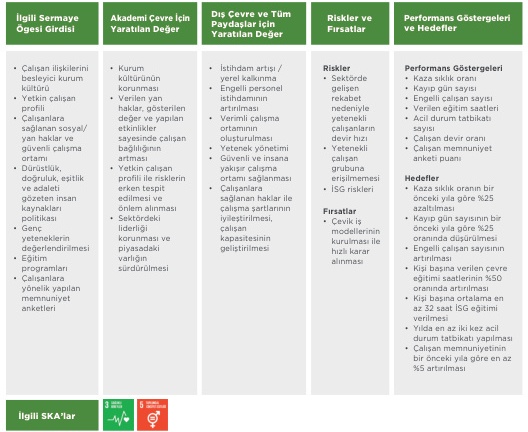 İlgili Sermaye
Ögesi Girdisi
• Çalışan ilişkilerini
besleyici kurum
kültürü
• Yetkin çalışan
profili
• Çalışanlara
sağlanan sosyal/
yan haklar ve
güvenli çalışma
ortamı
• Dürüstlük,
doğruluk, eşitlik
ve adaleti
gözeten insan
kaynakları
politikası
• Genç
yeteneklerin
değerlendirilmesi
• Eğitim
programları
• Çalışanlara
yönelik yapılan
memnuniyet
anketleri
Akademi Çevre İçin
Yaratılan Değer
• Kurum
kültürünün
korunması
• Verilen yan
haklar, gösterilen
değer ve yapılan
etkinlikler
sayesinde çalışan
bağlılığının
artması
• Yetkin çalışan
profili ile risklerin
erken tespit
edilmesi ve
önlem alınması
• Sektördeki
liderliği
korunması ve
piyasadaki
varlığın
sürdürülmesi
Dış Çevre ve Tüm
Paydaşlar için
Yaratılan Değer
• İstihdam artışı /
yerel kalkınma
• Engelli personel
istihdamının
artırılması
• Verimli çalışma
ortamının
oluşturulması
• Yetenek yönetimi
• Güvenli ve insana
yakışır çalışma
ortamı sağlanması
• Çalışanlara
sağlanan haklar ile
çalışma şartlarının
iyileştirilmesi,
çalışan
kapasitesinin
geliştirilmesi
Riskler ve
Fırsatlar
Riskler
• Sektörde
gelişen
rekabet
nedeniyle
yetenekli
çalışanların
devir hızı
• Yetenekli
çalışan
grubuna
erişilmemesi
• İSG riskleri
Fırsatlar
• Çevik iş
modellerinin
kurulması ile
hızlı karar
alınması
Performans Göstergeleri
ve Hedefler
Performans Göstergeleri
• Kaza sıklık oranı
• Kayıp gün sayısı
• Engelli çalışan sayısı
• Verilen eğitim saatleri
• Acil durum tatbikatı
sayısı
• Çalışan devir oranı
• Çalışan memnuniyet
anketi puanı
Hedefler
• Kaza sıklık oranın bir
önceki yıla göre %25
azaltılması
• Kayıp gün sayısının bir
önceki yıla göre %25
oranında düşürülmesi
• Engelli çalışan sayısının
artırılması
• Kişi başına verilen çevre
eğitimi saatlerinin %50
oranında artırılması
• Kişi başına ortalama en
az 32 saat İSG eğitimi
verilmesi
• Yılda en az iki kez acil
durum tatbikatı yapılması
• Çalışan memnuniyetinin
bir önceki yıla göre en az
%5 artırılması
İlgili SKA'lar
3
5